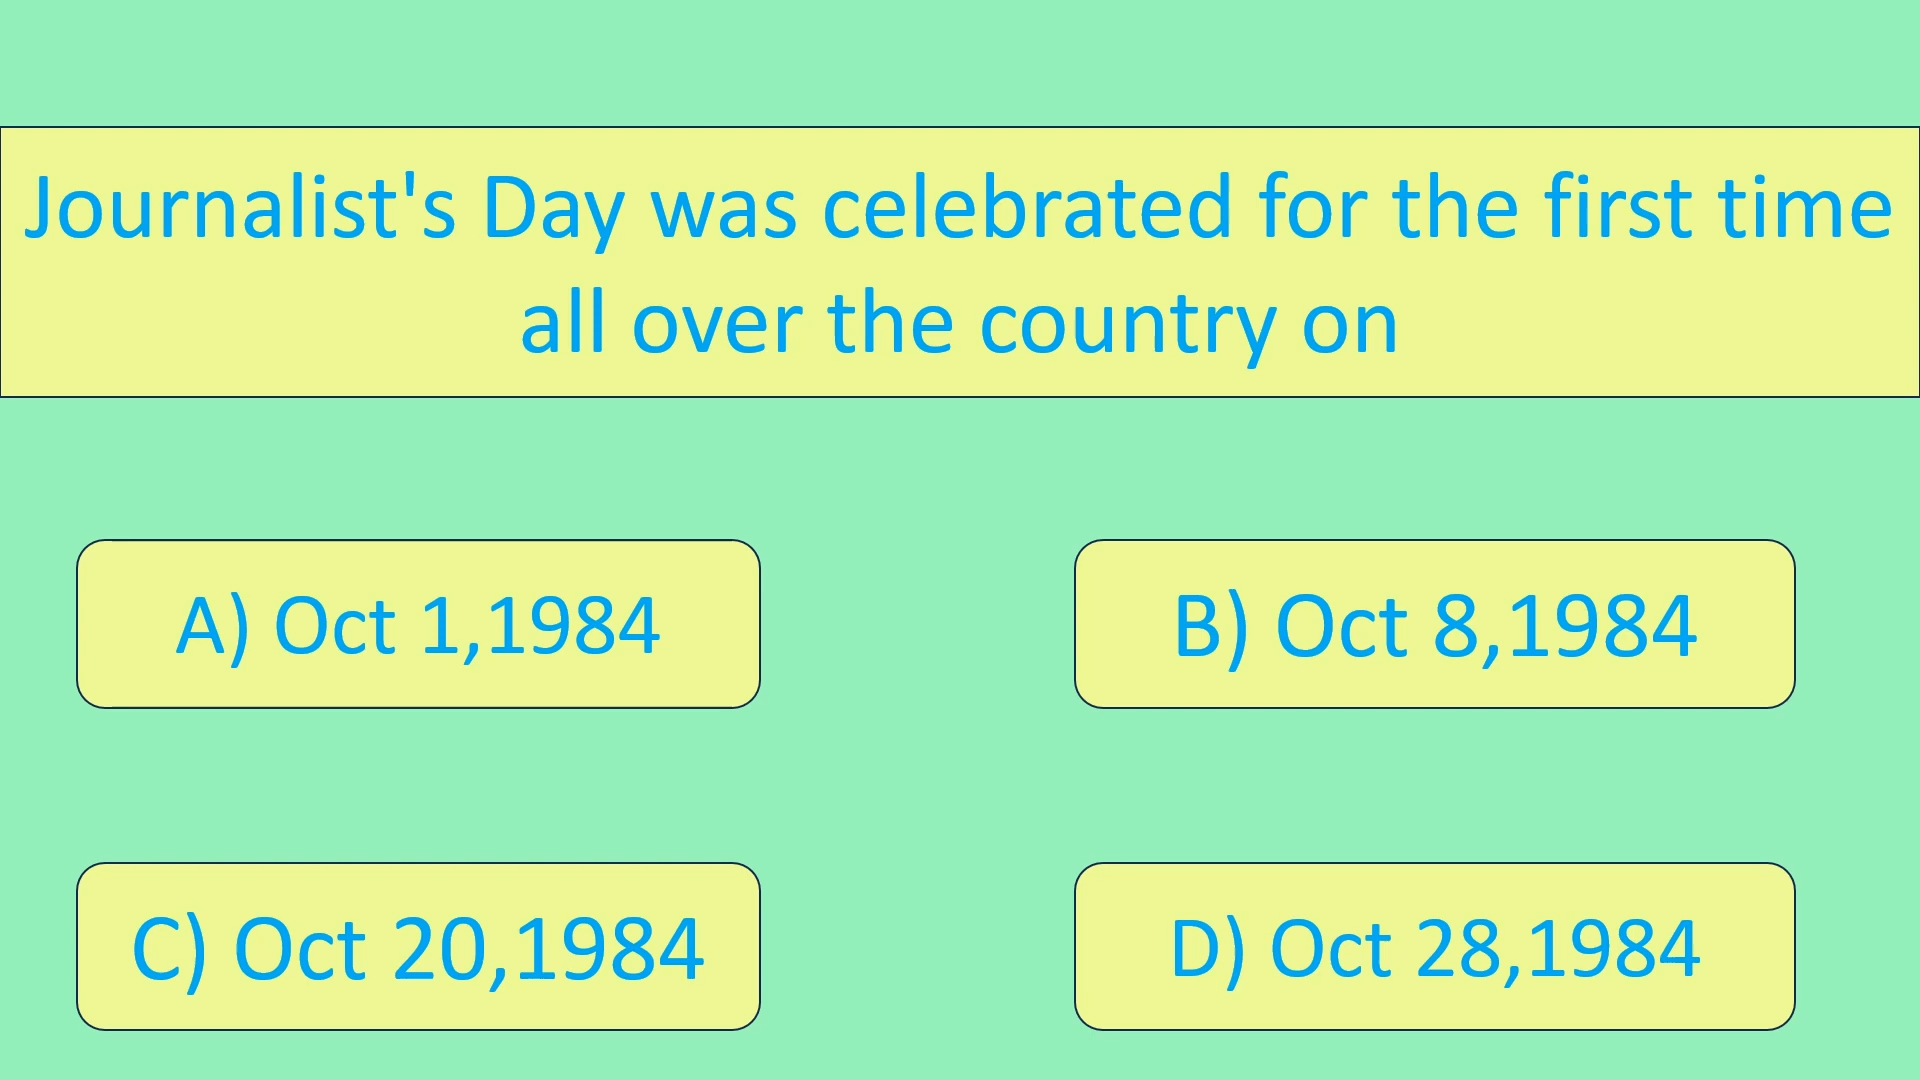 Journalist's Day was celebrated for the first time
all over the country on
A) Oct 1,1984
B) Oct 8,1984
C) Oct 20,1984
D) Oct 28,1984